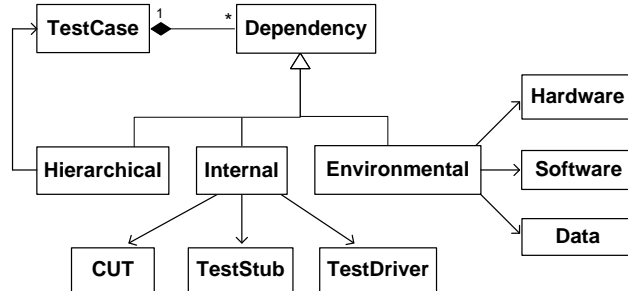 TestCase
1
*
Dependency
Hardware
Hierarchical
Internal
Environmental
Software
Data
CUT
TestStub
TestDriver